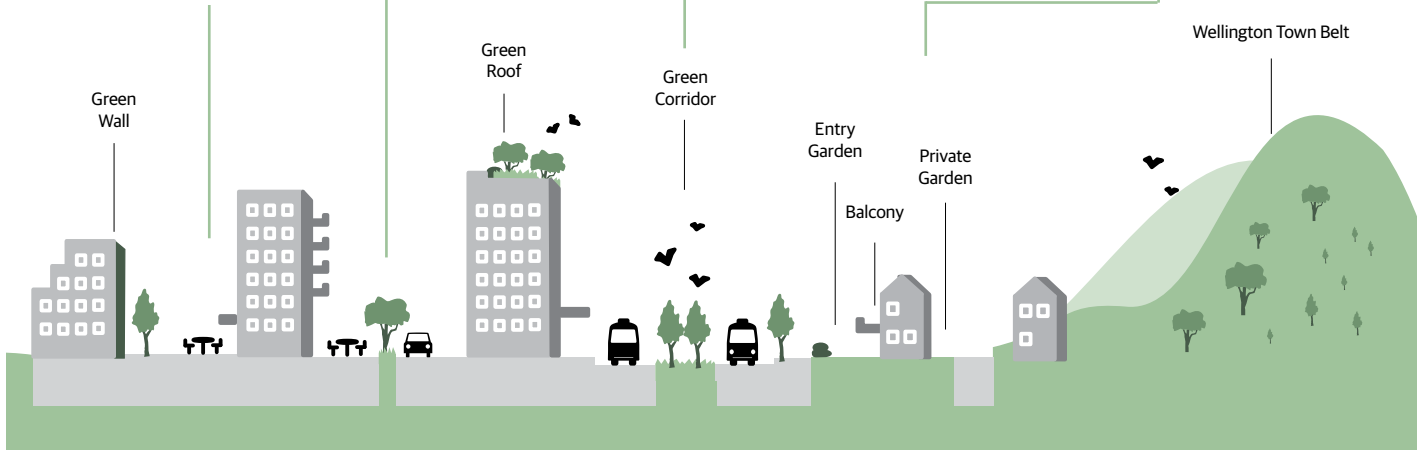 Green
Wall
Green
Roof
Green
Corridor
Entry
Garden
Balcony
Private
Garden
Wellington Town Belt